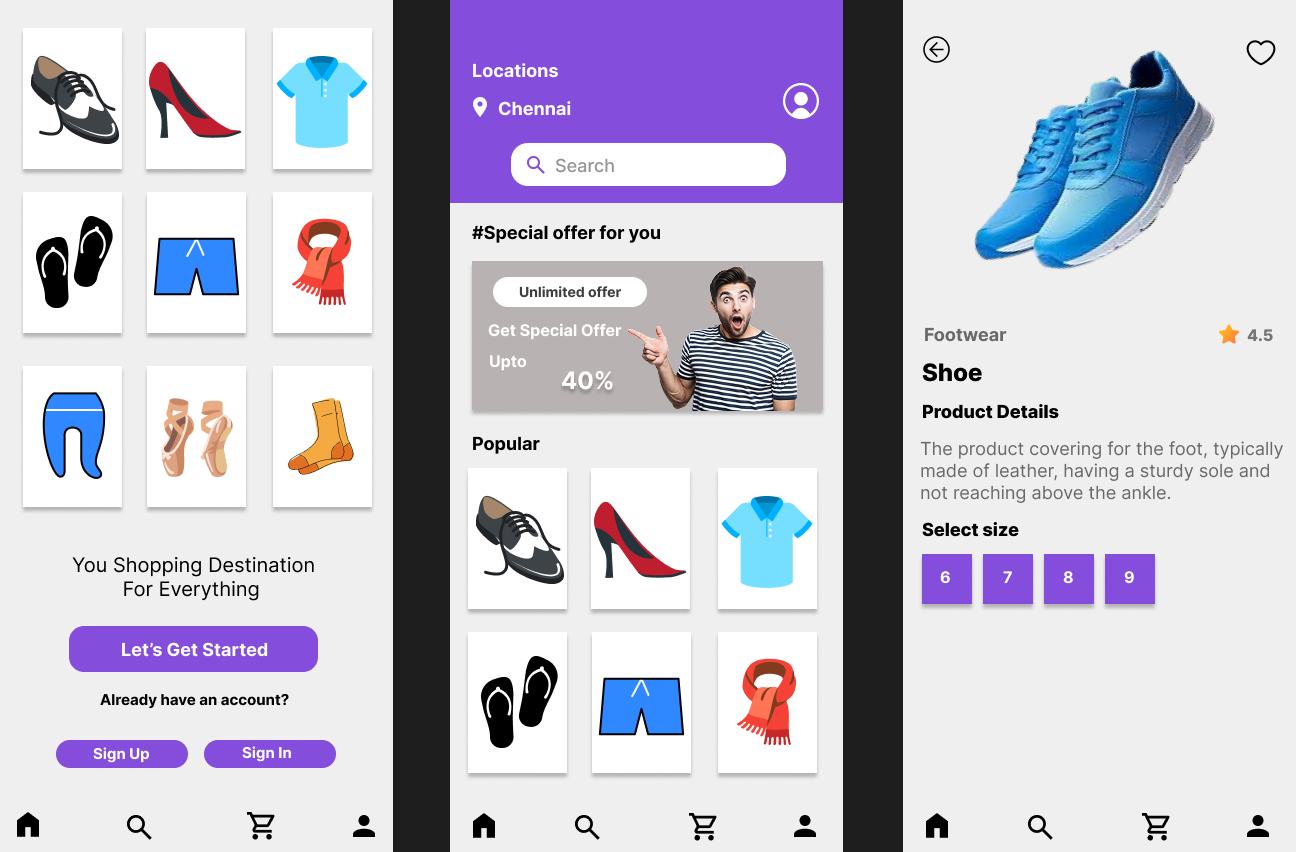 You Shopping Destination
For Everything
Let's Get Started
Already have an account?
Sign Up
Sign In
Locations
Chennai
Search
#Special offer for you
Unlimited offer
Get Special Offer
Upto
40%
Popular
Footwear
4.5
Shoe
Product Details
The product covering for the foot, typically
made of leather, having a sturdy sole and
not reaching above the ankle.
Select size
6 7 8 9